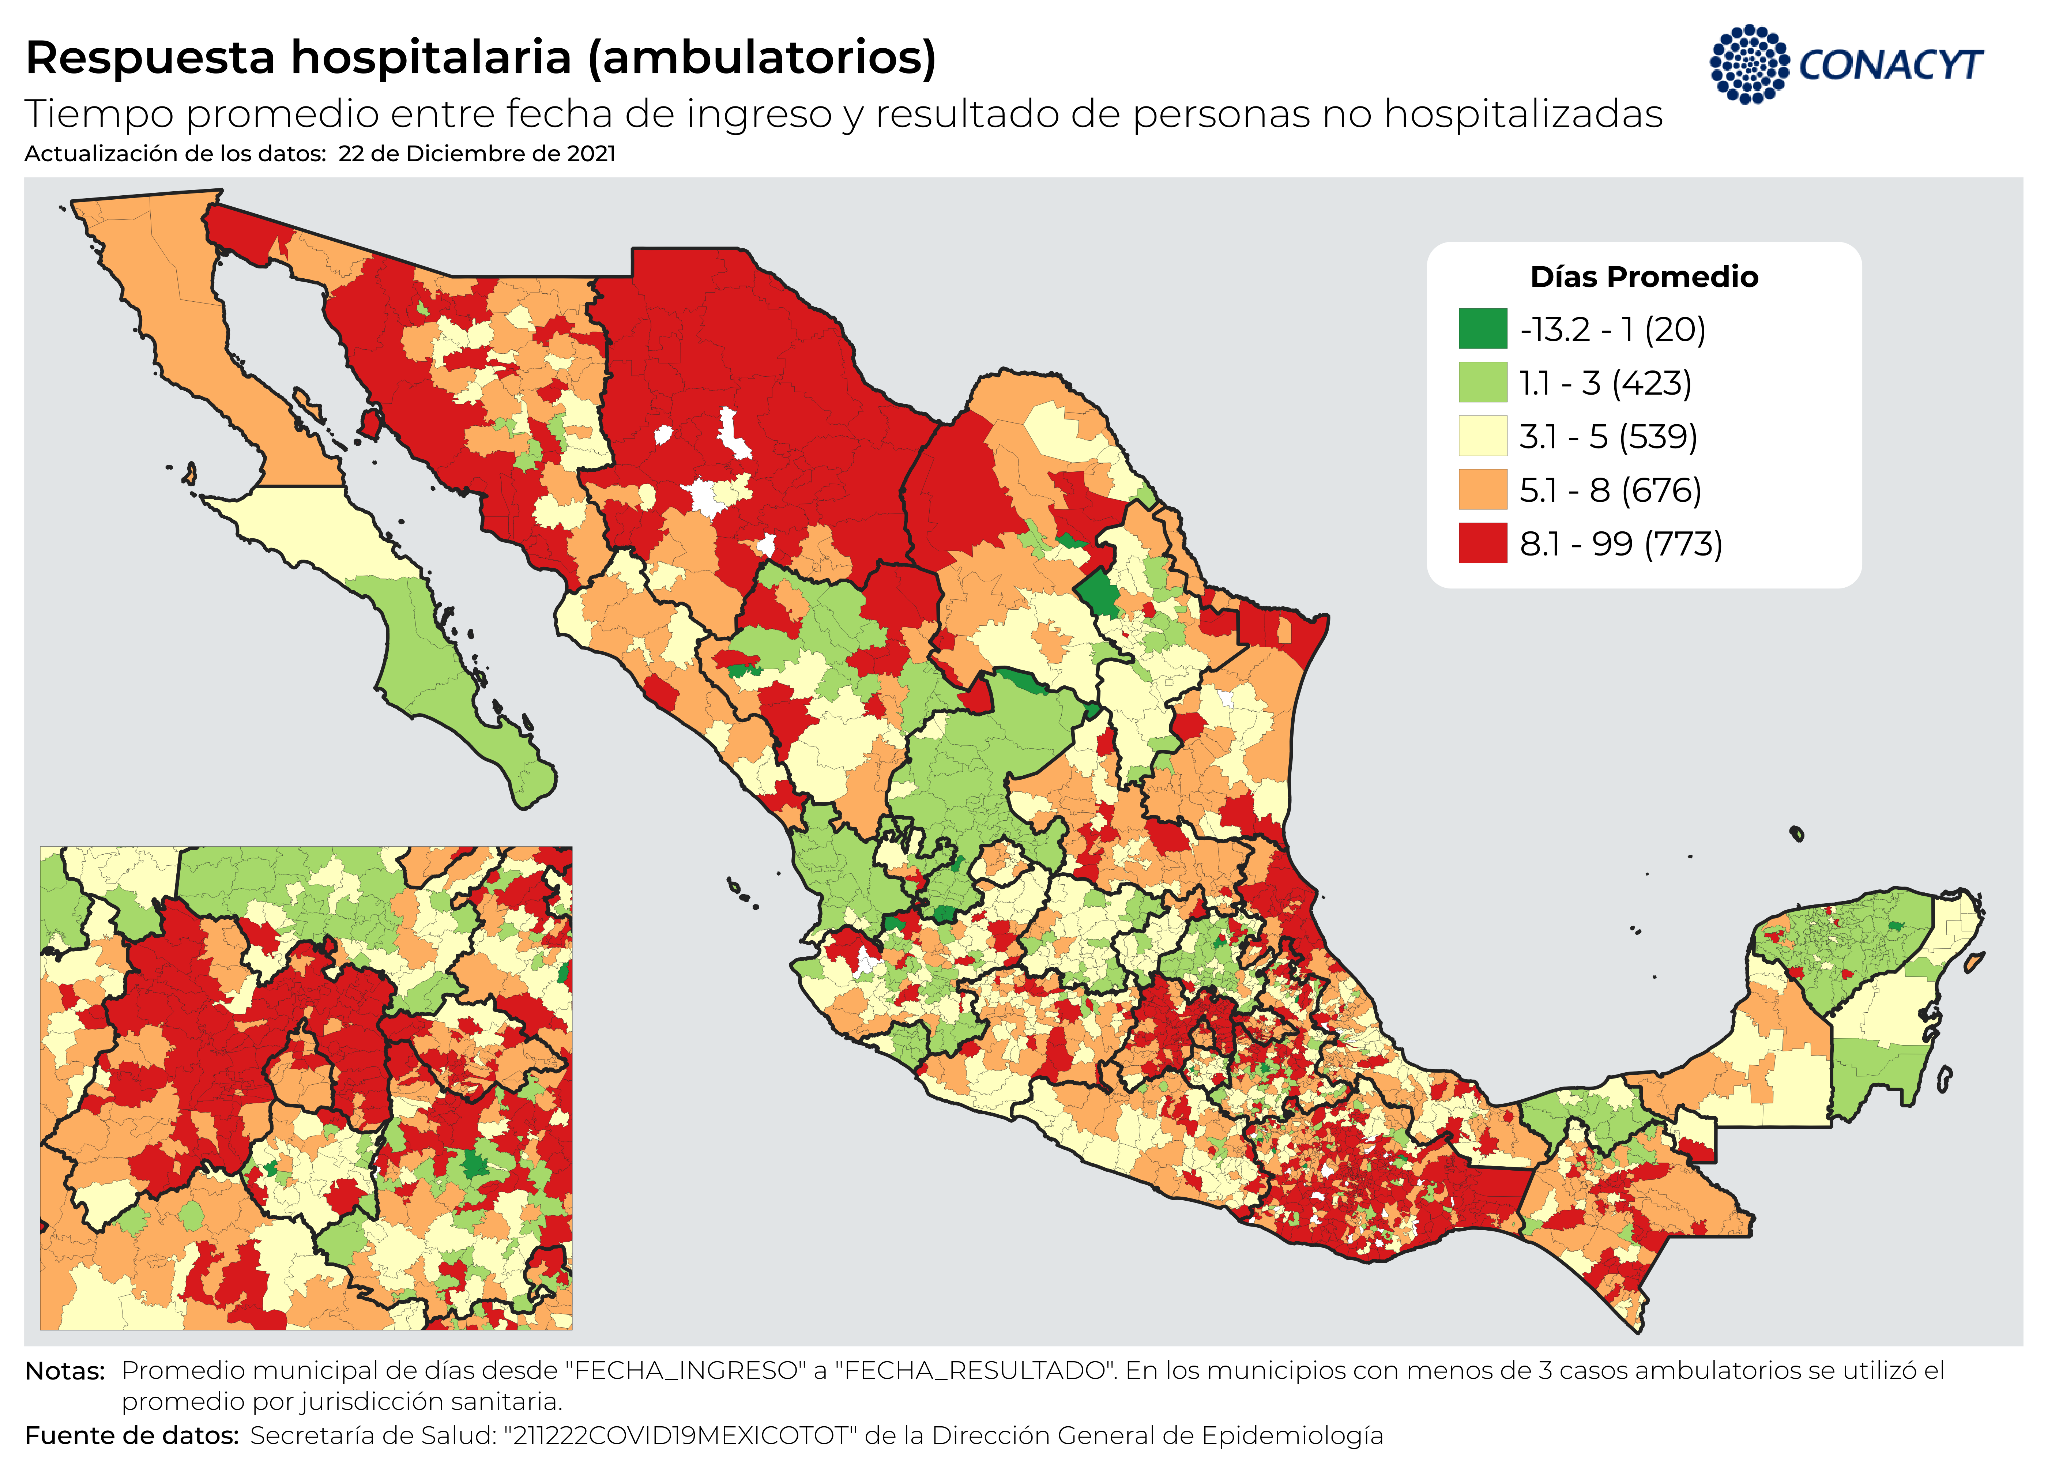 Respuesta hospitalaria (ambulatorios)
CONACYT
Tiempo promedio entre fecha de ingreso y resultado de personas no hospitalizadas
Actualización de los datos: 22 de Diciembre de 2021
Días Promedio
-13.2 - 1 (20)
1.1 - 3 (423)
3.1 - 5 (539)
5.1 - 8 (676)
8.1 - 99 (773)
Notas: Promedio municipal de días desde "FECHA_INGRESO" a "FECHA_RESULTADO". En los municipios con menos de 3 casos ambulatorios se utilizó el
promedio por jurisdicción sanitaria.
Fuente de datos: Secretaría de Salud: "211222COVID19MEXICOTOT" de la Dirección General de Epidemiología